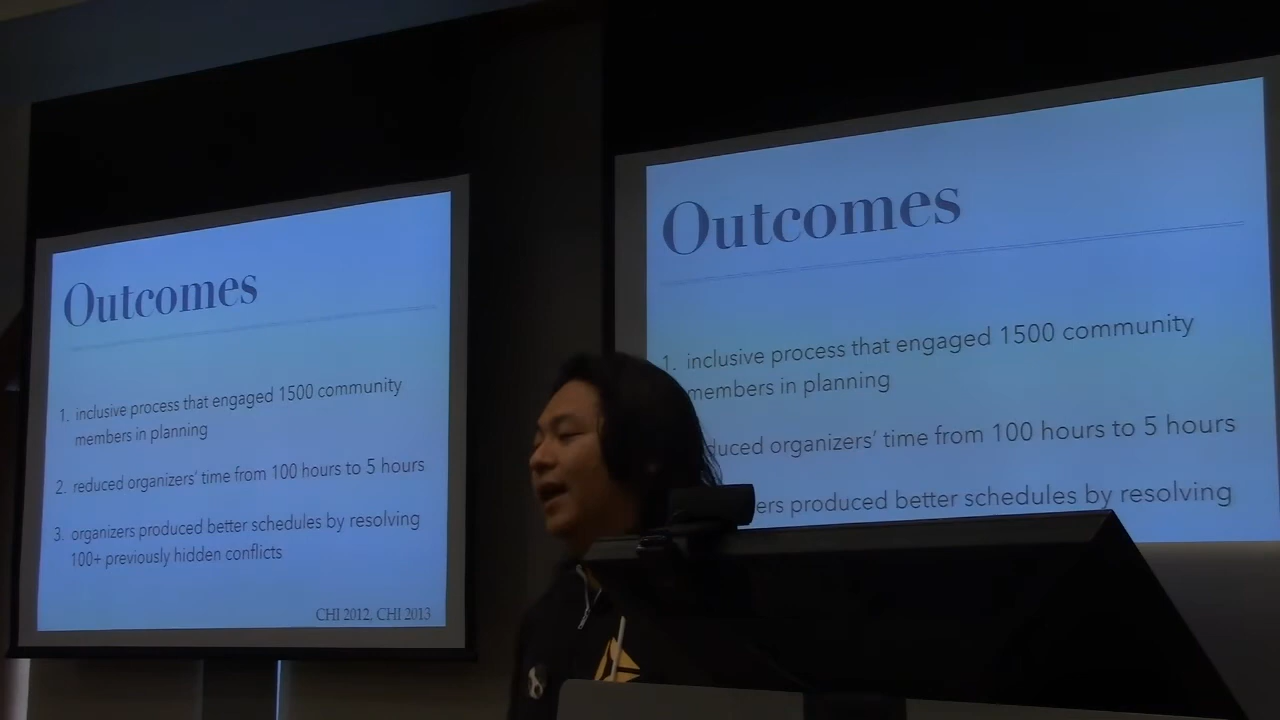 Outcomes
1. inclusive process that engaged 1500 community
members in planning
2. reduced organizers' time from 100 hours to 5 hours
3. organizers produced better schedules by resolving
100+ previously hidden conflicts
CHI 2012, CHI 2013
Outcomes
1. inclusive process that engaged 1500 community
members in planning
duced organizers' time from 100 hours to 5 hours
ers produced better schedules by resolving